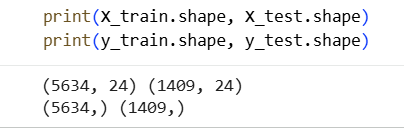 print(X_train.shape, X_test.shape)
print(y_train.shape, y_test.shape)
(5634, 24) (1409, 24)
(5634,) (1409,)